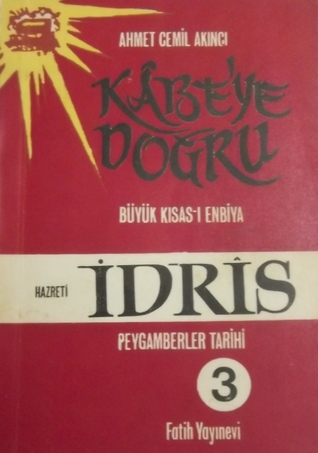 AHMET CEMİL AKINCI
KÂBE'YE
DOĞRU
BÜYÜK KISAS-I ENBİYA
HAZRETİ İDRİS
PEYGAMBERLER TARİHİ
3
Fatih Yayınevi